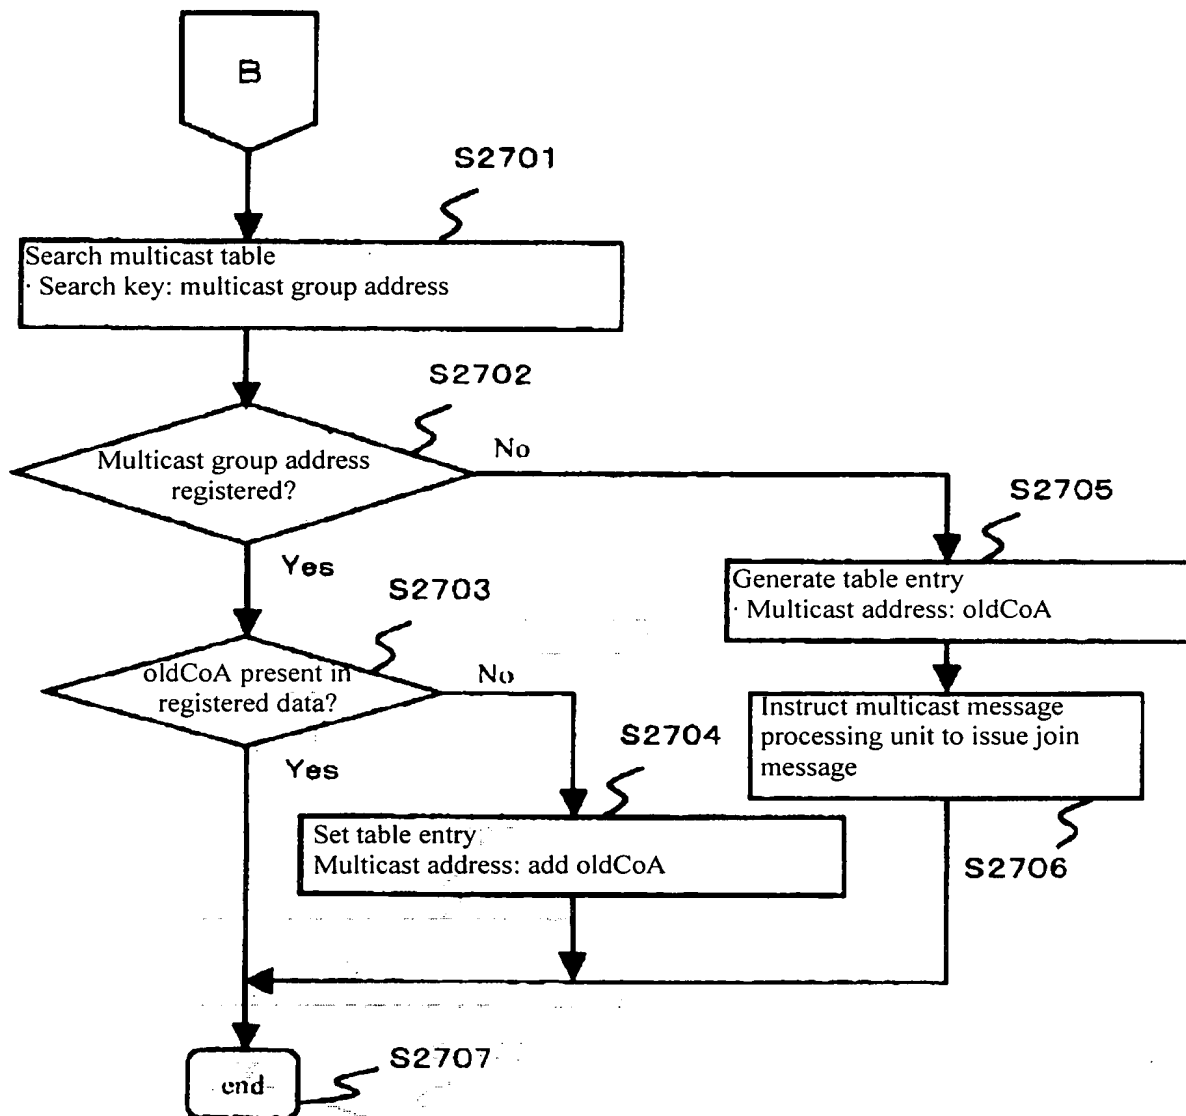 B
S2701
Search multicast table
· Search key: multicast group address
S2702
Multicast group address
registered?
No
Yes
S2705
Generate table entry
· Multicast address: oldCoA
S2703
oldCoA present in
registered data?
No
Yes
Instruct multicast message
processing unit to issue join
message
S2706
S2704
Set table entry
Multicast address: add oldCoA
end
S2707